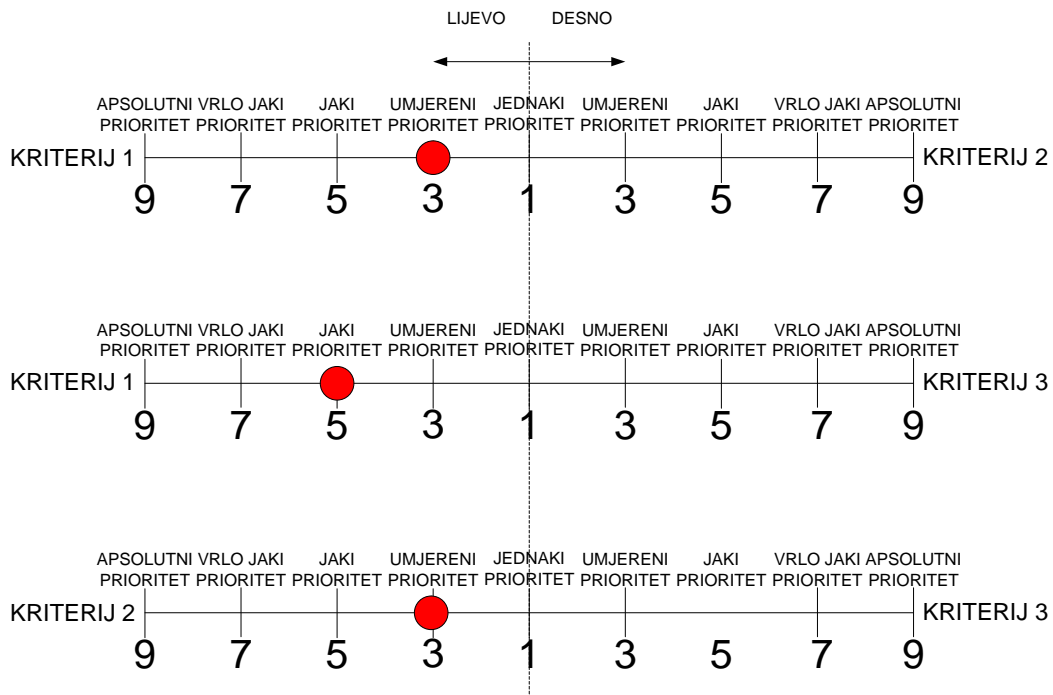 LIJEVO DESNO
APSOLUTNI VRLO JAKI JAKI UMJERENI JEDNAKI UMJERENI JAKI VRLO JAKI APSOLUTNI
PRIORITET PRIORITET PRIORITET PRIORITET PRIORITET PRIORITET PRIORITET PRIORITET PRIORITET
KRITERIJ 1 KRITERIJ 2
9 7 5 3 1 3 5 7 9
APSOLUTNI VRLO JAKI JAKI UMJERENI JEDNAKI UMJERENI JAKI VRLO JAKI APSOLUTNI
PRIORITET PRIORITET PRIORITET PRIORITET PRIORITET PRIORITET PRIORITET PRIORITET PRIORITET
KRITERIJ 1 KRITERIJ 3
9 7 5 3 1 3 5 7 9
APSOLUTNI VRLO JAKI JAKI UMJERENI JEDNAKI UMJERENI JAKI VRLO JAKI APSOLUTNI
PRIORITET PRIORITET PRIORITET PRIORITET PRIORITET PRIORITET PRIORITET PRIORITET PRIORITET
KRITERIJ 2 KRITERIJ 3
9 7 5 3 1 3 5 7 9